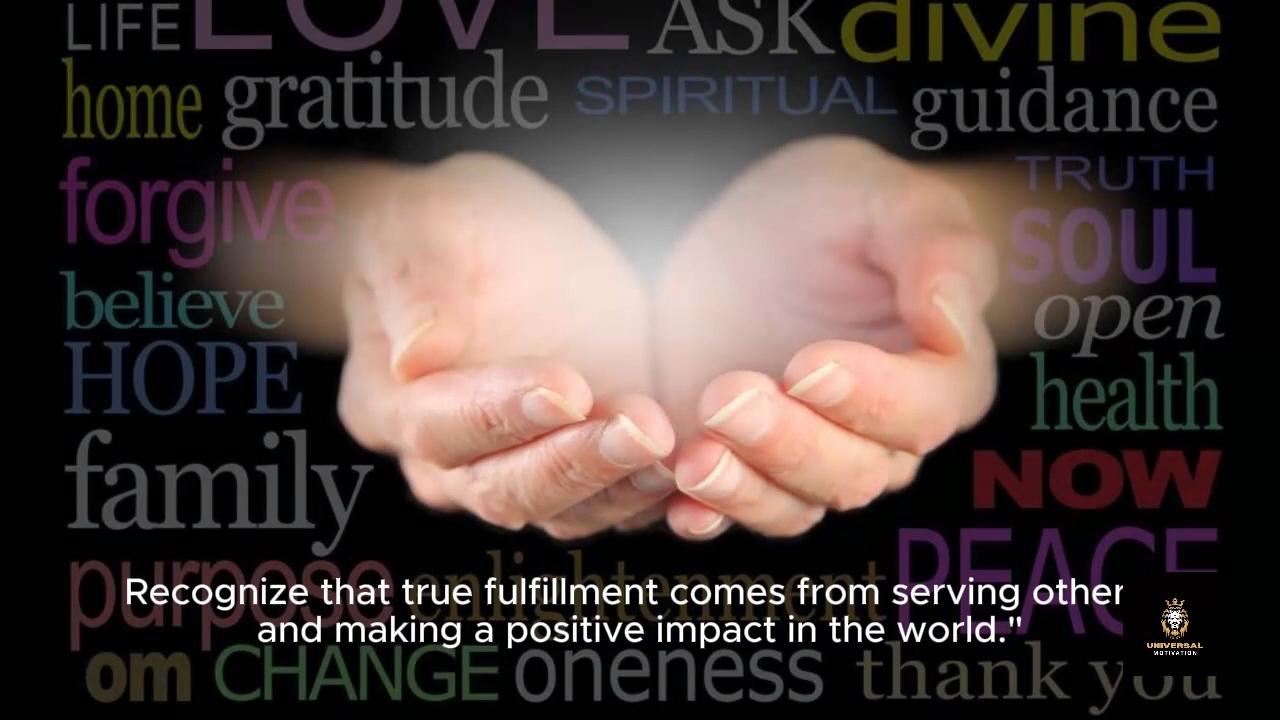 LIFE LOVE ASK divine
home gratitude SPIRITUAL guidance
forgive TRUTH
SOUL
believe open
HOPE health
family NOW
purpose enlightenment PEACE
Recognize that true fulfillment comes from serving other
and making a positive impact in the world."
om CHANGE oneness thank you
UNIVERSAL
MOTIVATION